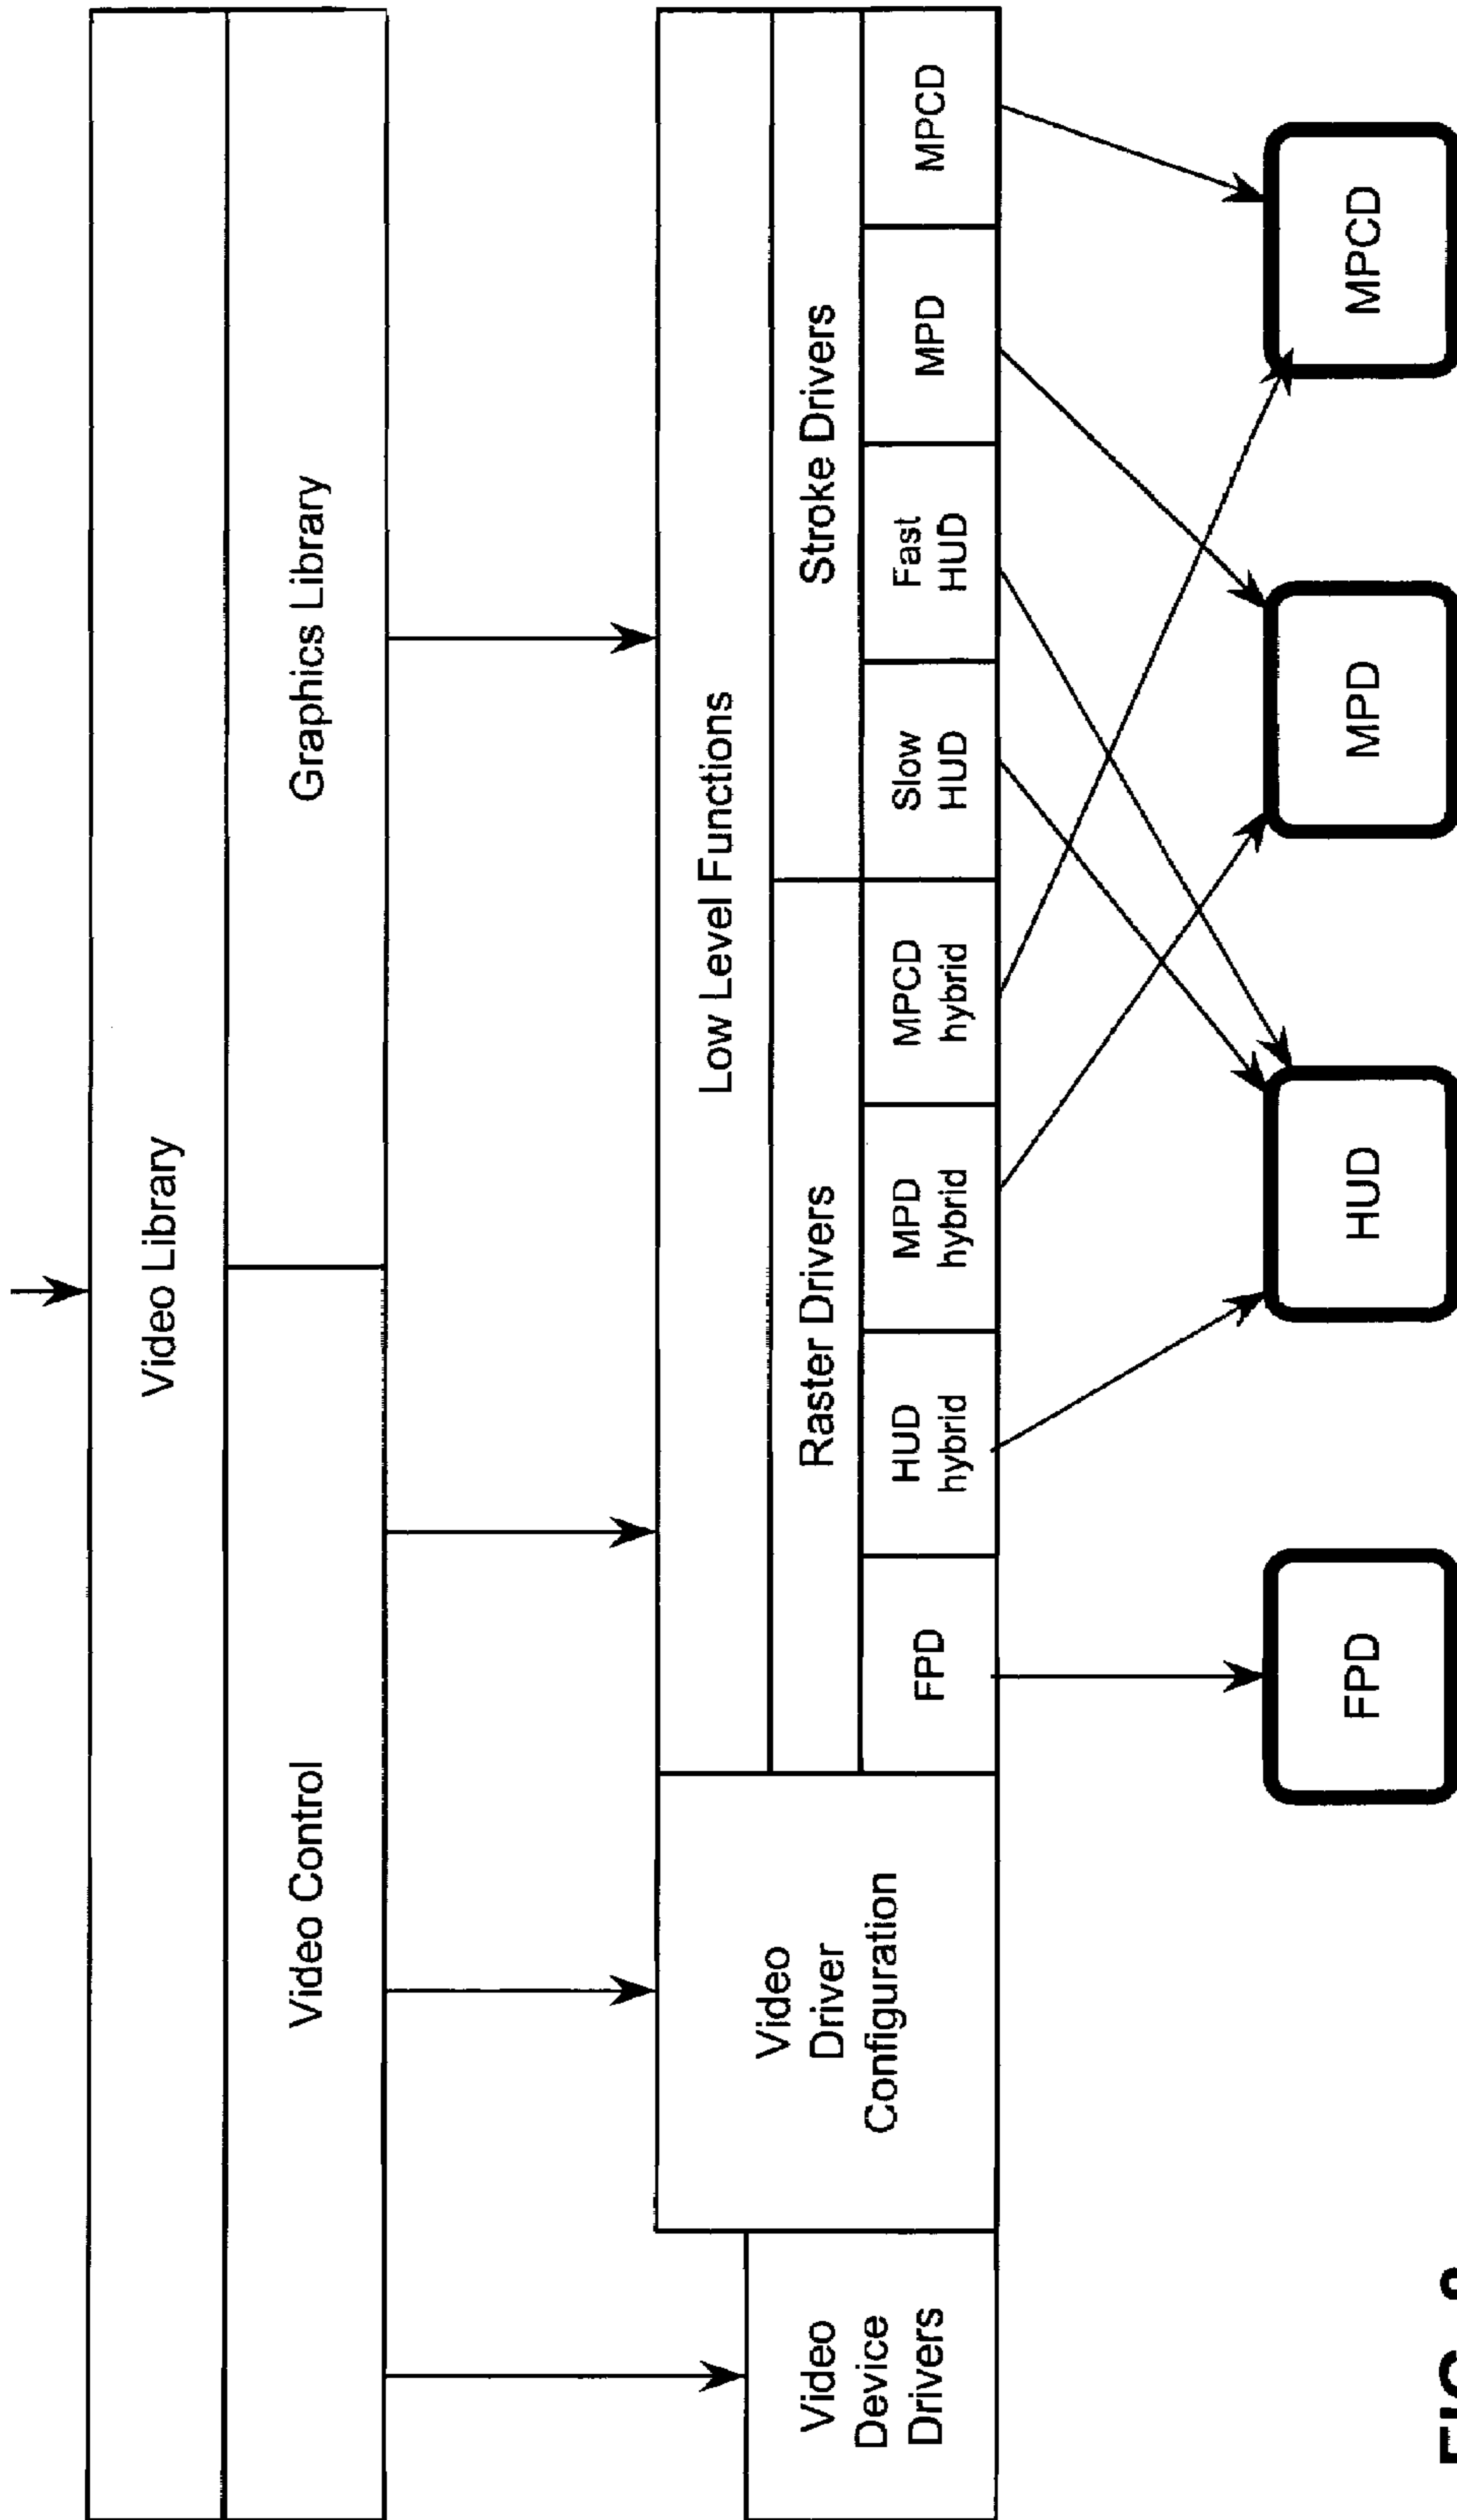 Video Library
Video Control
Graphics Library
Video
Device
Drivers
Video
Driver
Configuration
Low Level Functions
Raster Drivers
Stroke Drivers
FPD
HUD
hybrid
MPD
hybrid
MPCD
hybrid
Slow
HUD
Fast
HUD
MPD
MPCD
FPD
HUD
MPD
MPCD
FIG.